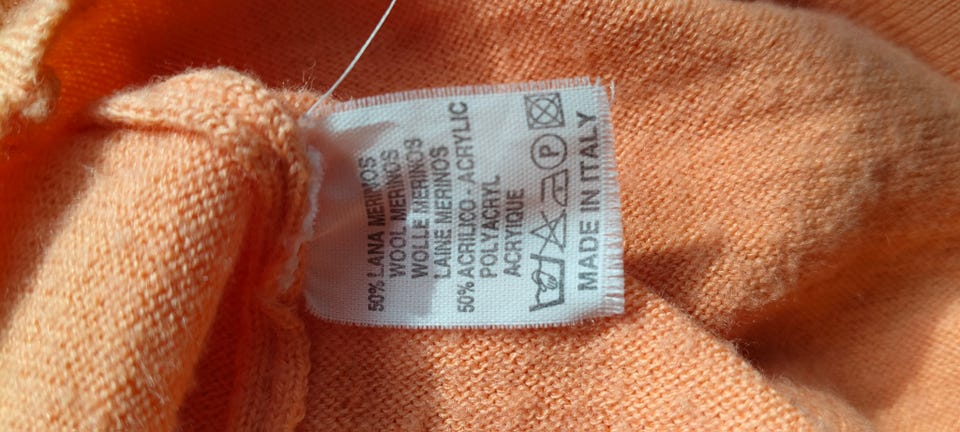 50% LANA MERINOS
WOOL MERINOS
WOLLE MERINOS
LAINE MERINOS
50% ACRILICO - ACRYLIC
POLYACRYL
ACRYLIQUE
P
MADE IN ITALY